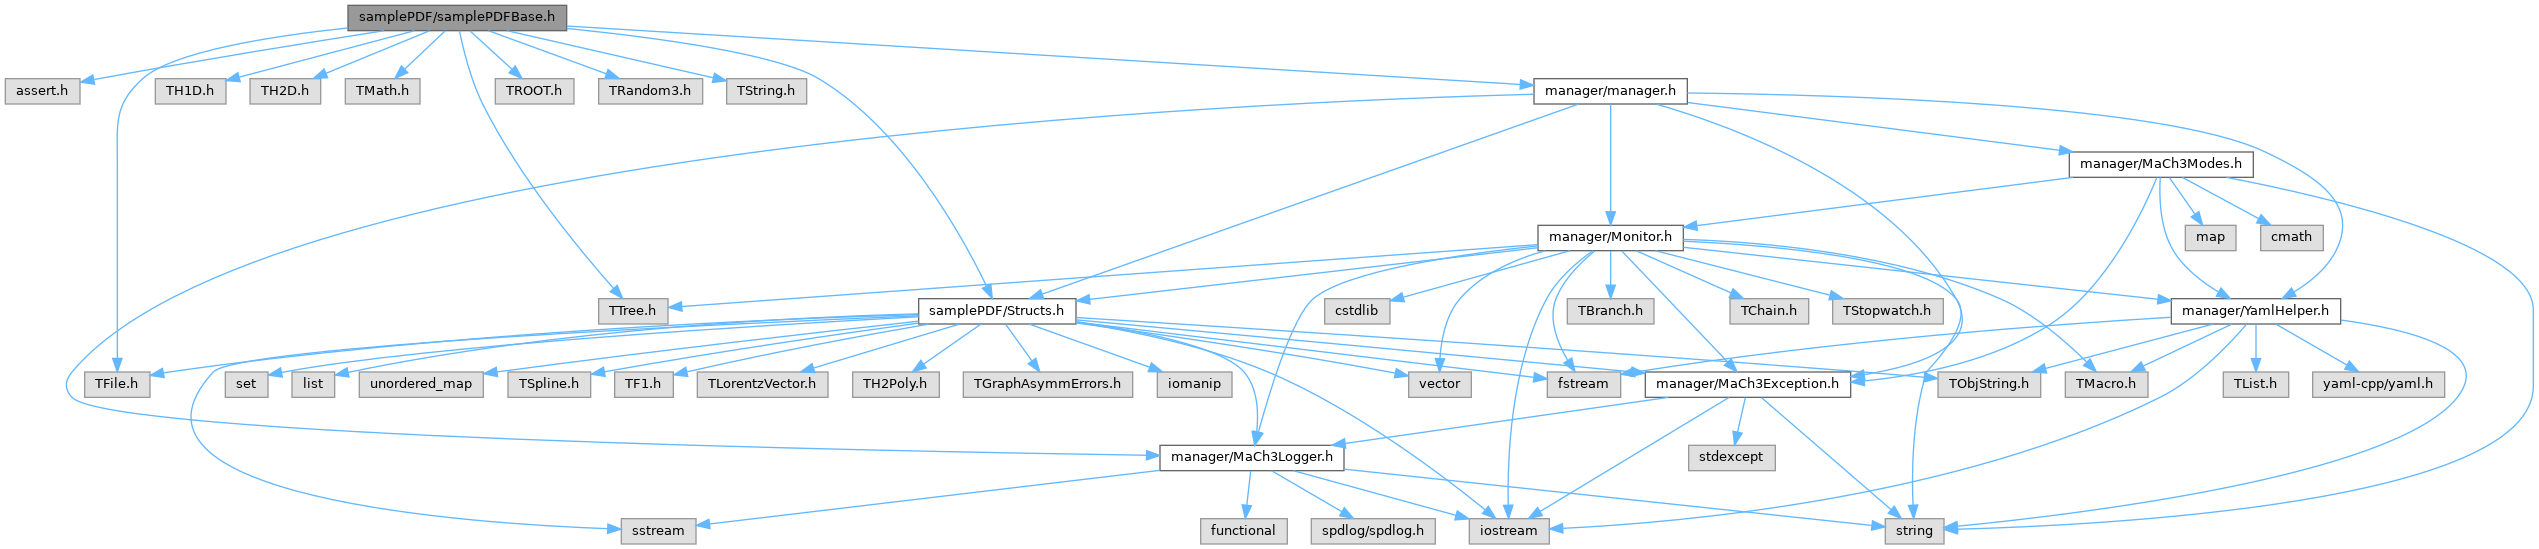 samplePDF/samplePDFBase.h
assert.h
TH1D.h
TH2D.h
TMath.h
TROOT.h
TRandom3.h
TString.h
manager/manager.h
manager/MaCh3Modes.h
manager/Monitor.h
map
cmath
TTree.h
samplePDF/Structs.h
cstdlib
TBranch.h
TChain.h
TStopwatch.h
manager/YamlHelper.h
TFile.h
set
list
unordered_map
TSpline.h
TF1.h
TLorentzVector.h
TH2Poly.h
TGraphAsymmErrors.h
iomanip
vector
fstream
manager/MaCh3Exception.h
TObjString.h
TMacro.h
TList.h
yaml-cpp/yaml.h
manager/MaCh3Logger.h
stdexcept
sstream
functional
spdlog/spdlog.h
iostream
string